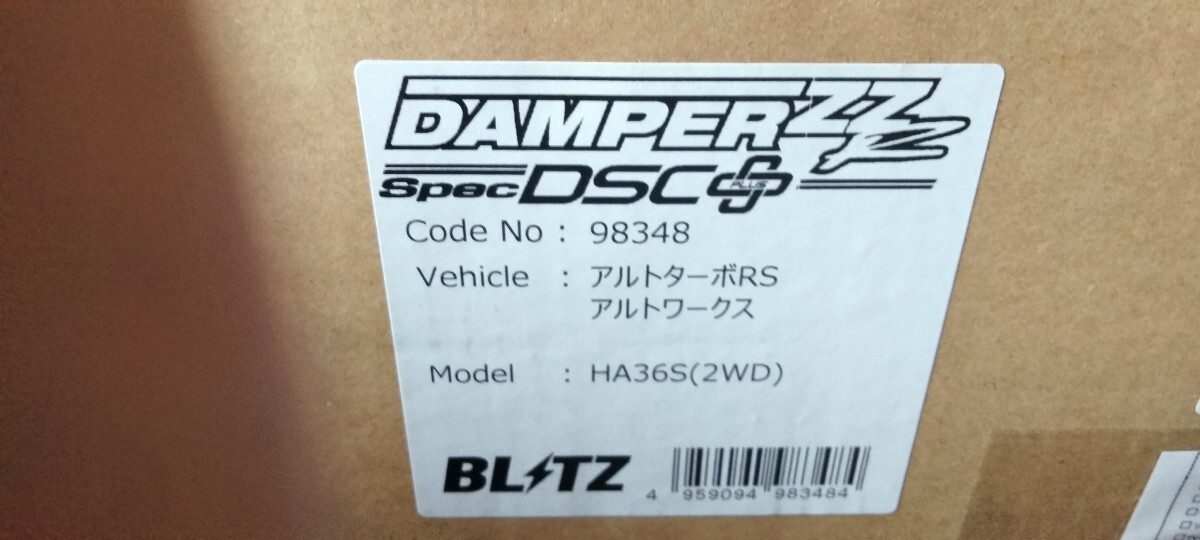 DAMPER ZZ-R
Spec DSC PLUS
Code No : 98348
Vehicle : アルトターボRS
アルトワークス
Model : HA36S(2WD)
BLITZ
4 959094 983484